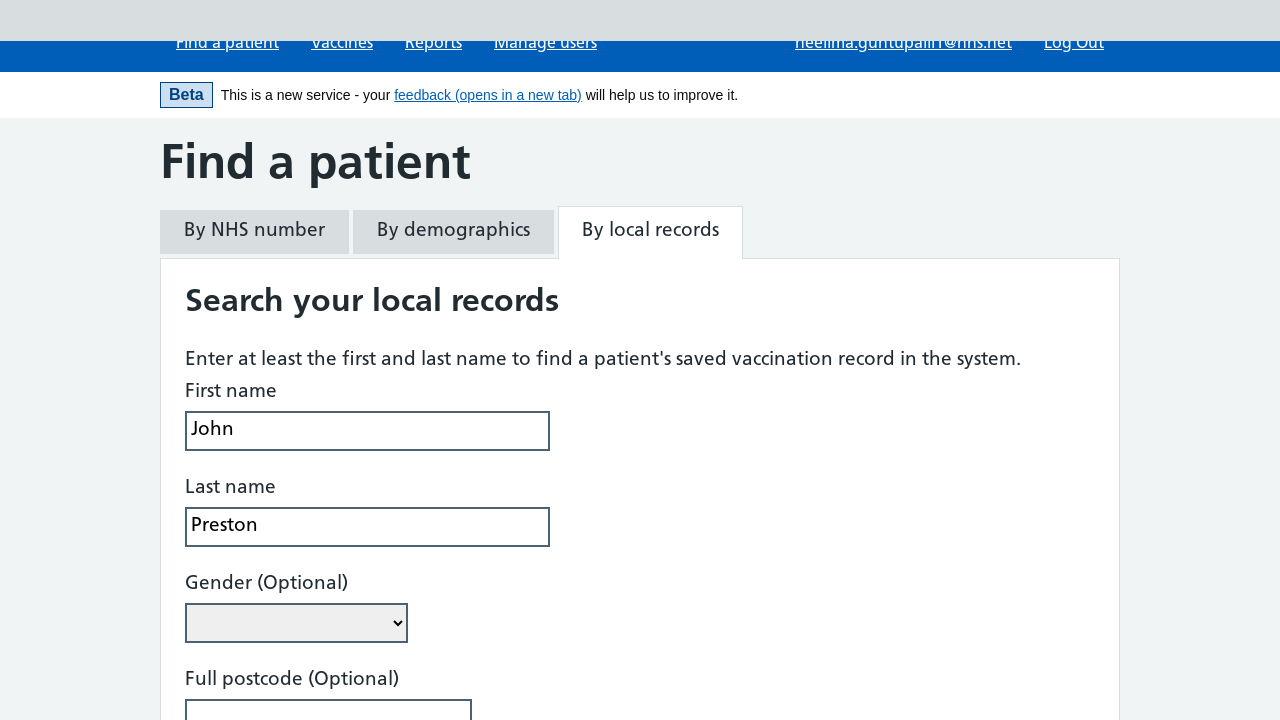 Find a patient Vaccines Reports Manage users neelima.guntupalli1@nhs.net Log Out
Beta This is a new service - your feedback (opens in a new tab) will help us to improve it.
Find a patient
By NHS number By demographics By local records
Search your local records
Enter at least the first and last name to find a patient's saved vaccination record in the system.
First name
John
Last name
Preston
Gender (Optional)
Full postcode (Optional)